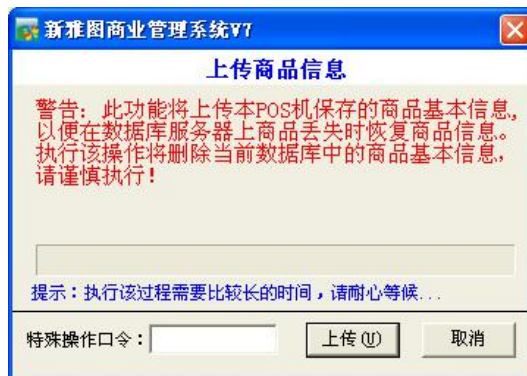 新雅图商业管理系统V7
上传商品信息
警告：此功能将上传本POS机保存的商品基本信息，
以便在数据库服务器上商品丢失时恢复商品信息。
执行该操作将删除当前数据库中的商品基本信息，
请谨慎执行！
提示：执行该过程需要比较长的时间，请耐心等候...
特殊操作口令：
上传(U)
取消